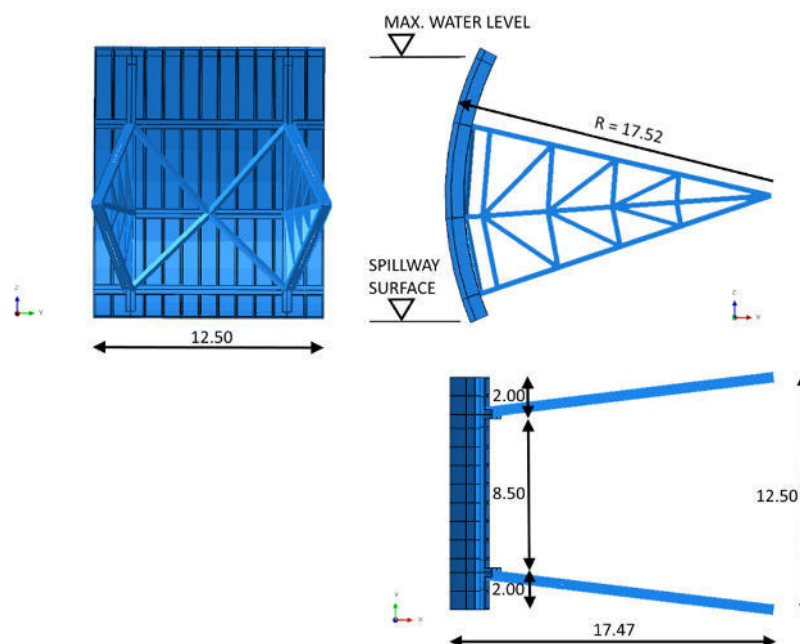 MAX. WATER LEVEL
R = 17.52
SPILLWAY
SURFACE
Z
Y
Z
X
12.50
2.00
8.50
12.50
2.00
Y
X
17.47